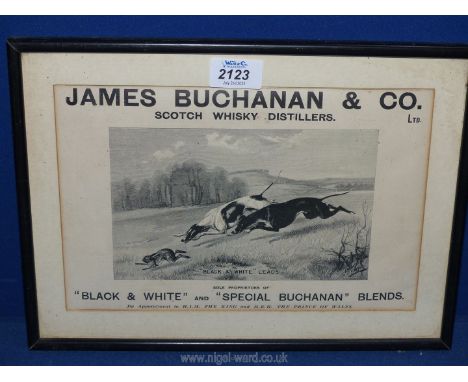 2123
JAMES BUCHANAN & CO.
LTD.
SCOTCH WHISKY DISTILLERS.
"BLACK & WHITE" LEADS
SOLE PROPRIETORS OF
"BLACK & WHITE" AND "SPECIAL BUCHANAN" BLENDS.
By Appointment to H.M. THE KING and H.R.H. THE PRINCE OF WALES.
© www.nigel-ward.co.uk